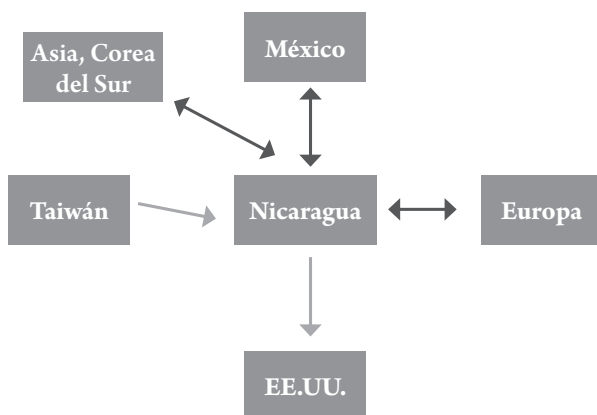 México
Asia, Corea
del Sur
Taiwán
Nicaragua
Europa
EE.UU.